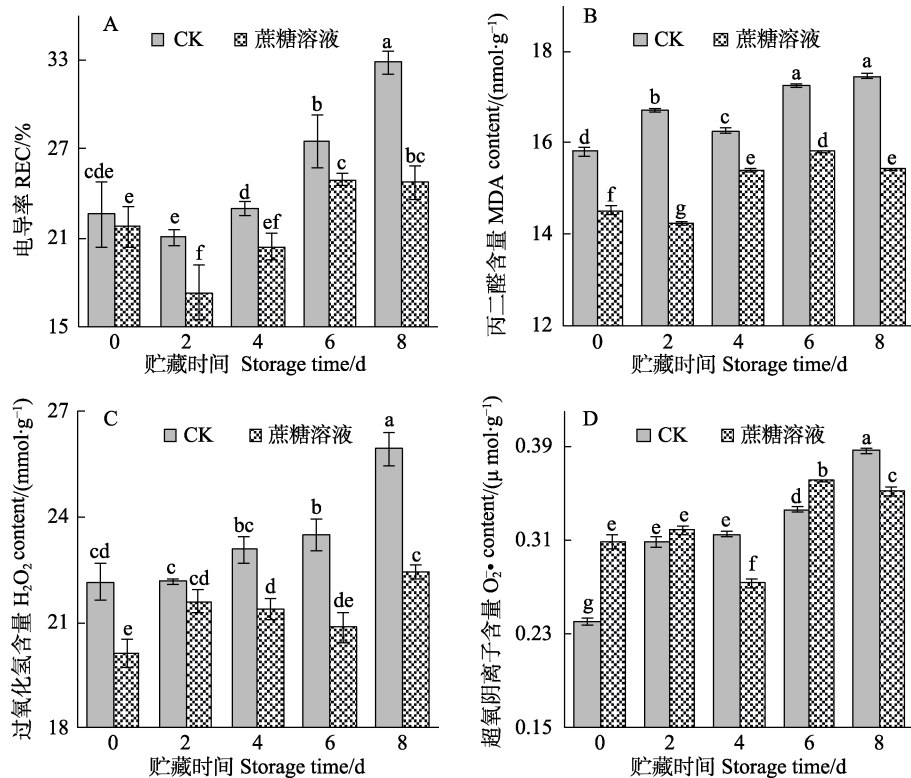 A
CK
蔗糖溶液
电导率 REC/%
33
27
21
15
cde
e
e
f
d
ef
b
c
a
bc
0
2
4
6
8
贮藏时间 Storage time/d
B
CK
蔗糖溶液
丙二醛含量 MDA content/(nmol·g⁻¹)
18
16
14
12
d
f
b
g
c
e
a
d
a
e
0
2
4
6
8
贮藏时间 Storage time/d
C
CK
蔗糖溶液
过氧化氢含量 H₂O₂ content/(mmol·g⁻¹)
27
24
21
18
cd
e
c
cd
bc
d
b
de
a
c
0
2
4
6
8
贮藏时间 Storage time/d
D
CK
蔗糖溶液
超氧阴离子含量 O₂⁻• content/(μ mol·g⁻¹)
0.39
0.31
0.23
0.15
g
e
e
e
e
f
d
b
a
c
0
2
4
6
8
贮藏时间 Storage time/d